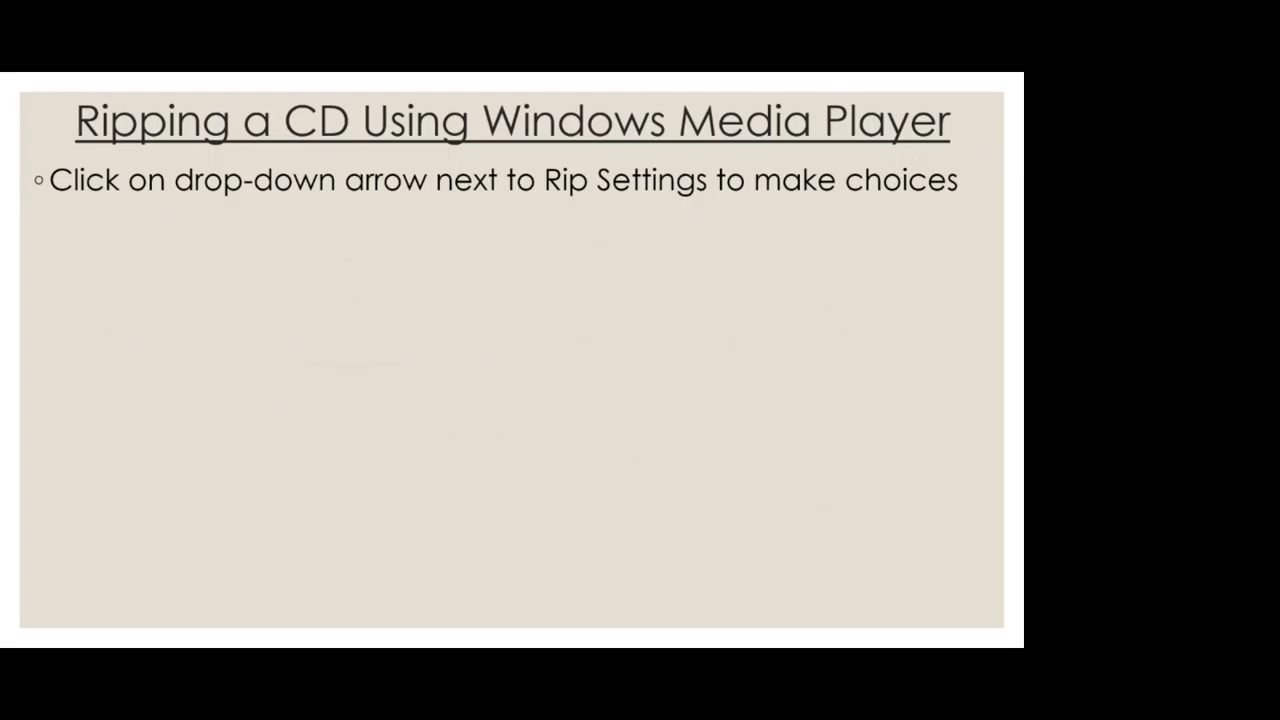 Ripping a CD Using Windows Media Player
◦Click on drop-down arrow next to Rip Settings to make choices